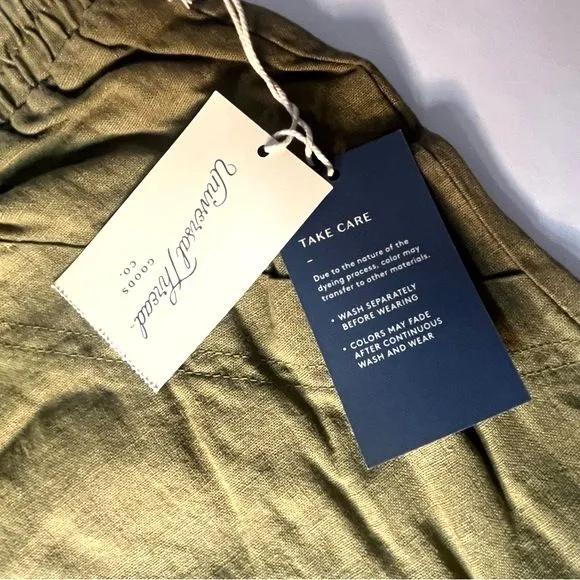 Universal Thread™
GOODS
CO.
TAKE CARE
–
Due to the nature of the
dyeing process, color may
transfer to other materials.
• WASH SEPARATELY
BEFORE WEARING
• COLORS MAY FADE
AFTER CONTINUOUS
WASH AND WEAR